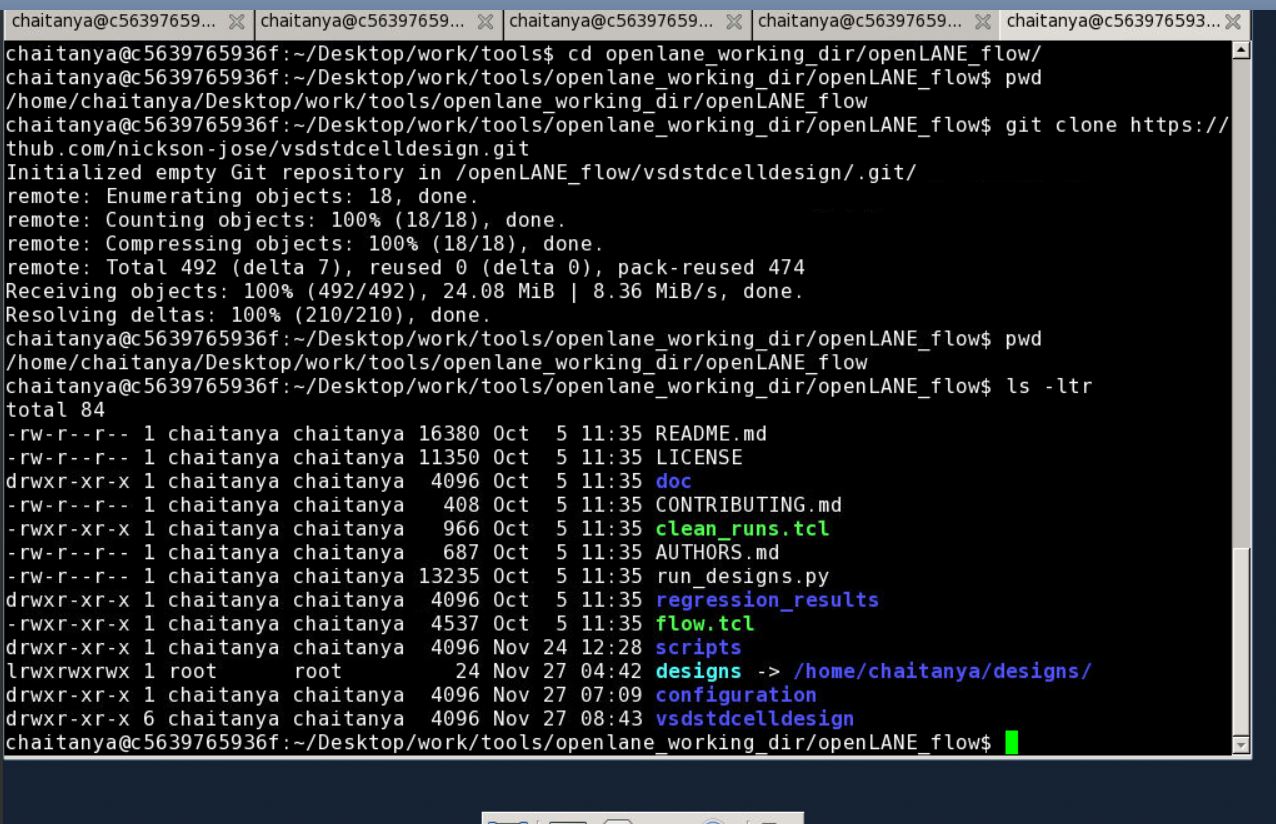 chaitanya@c56397659... chaitanya@c56397659... chaitanya@c56397659... chaitanya@c56397659... chaitanya@c563976593...
chaitanya@c5639765936f:~/Desktop/work/tools$ cd openlane_working_dir/openLANE_flow/
chaitanya@c5639765936f:~/Desktop/work/tools/openlane_working_dir/openLANE_flow$ pwd
/home/chaitanya/Desktop/work/tools/openlane_working_dir/openLANE_flow
chaitanya@c5639765936f:~/Desktop/work/tools/openlane_working_dir/openLANE_flow$ git clone https://
thub.com/nickson-jose/vsdstdcelldesign.git
Initialized empty Git repository in /openLANE_flow/vsdstdcelldesign/.git/
remote: Enumerating objects: 18, done.
remote: Counting objects: 100% (18/18), done.
remote: Compressing objects: 100% (18/18), done.
remote: Total 492 (delta 7), reused 0 (delta 0), pack-reused 474
Receiving objects: 100% (492/492), 24.08 MiB | 8.36 MiB/s, done.
Resolving deltas: 100% (210/210), done.
chaitanya@c5639765936f:~/Desktop/work/tools/openlane_working_dir/openLANE_flow$ pwd
/home/chaitanya/Desktop/work/tools/openlane_working_dir/openLANE_flow
chaitanya@c5639765936f:~/Desktop/work/tools/openlane_working_dir/openLANE_flow$ ls -ltr
total 84
-rw-r--r-- 1 chaitanya chaitanya 16380 Oct  5 11:35 README.md
-rw-r--r-- 1 chaitanya chaitanya 11350 Oct  5 11:35 LICENSE
drwxr-xr-x 1 chaitanya chaitanya  4096 Oct  5 11:35 doc
-rw-r--r-- 1 chaitanya chaitanya   408 Oct  5 11:35 CONTRIBUTING.md
-rwxr-xr-x 1 chaitanya chaitanya   966 Oct  5 11:35 clean_runs.tcl
-rw-r--r-- 1 chaitanya chaitanya   687 Oct  5 11:35 AUTHORS.md
-rw-r--r-- 1 chaitanya chaitanya 13235 Oct  5 11:35 run_designs.py
drwxr-xr-x 1 chaitanya chaitanya  4096 Oct  5 11:35 regression_results
-rwxr-xr-x 1 chaitanya chaitanya  4537 Oct  5 11:35 flow.tcl
drwxr-xr-x 1 chaitanya chaitanya  4096 Nov 24 12:28 scripts
lrwxrwxrwx 1 root      root        24 Nov 27 04:42 designs -> /home/chaitanya/designs/
drwxr-xr-x 1 chaitanya chaitanya  4096 Nov 27 07:09 configuration
drwxr-xr-x 6 chaitanya chaitanya  4096 Nov 27 08:43 vsdstdcelldesign
chaitanya@c5639765936f:~/Desktop/work/tools/openlane_working_dir/openLANE_flow$